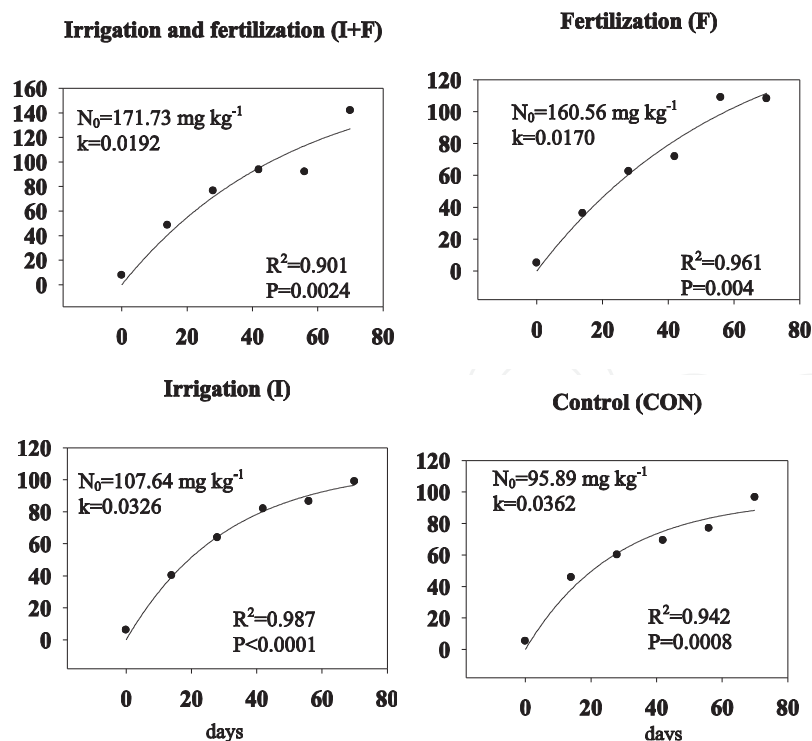 Irrigation and fertilization (I+F)
160
140
120
100
80
60
40
20
0
N₀=171.73 mg kg⁻¹
k=0.0192
R²=0.901
P=0.0024
0 20 40 60 80
Fertilization (F)
120
100
80
60
40
20
0
N₀=160.56 mg kg⁻¹
k=0.0170
R²=0.961
P=0.004
0 20 40 60 80
Irrigation (I)
120
100
80
60
40
20
0
N₀=107.64 mg kg⁻¹
k=0.0326
R²=0.987
P<0.0001
0 20 40 60 80
days
Control (CON)
120
100
80
60
40
20
0
N₀=95.89 mg kg⁻¹
k=0.0362
R²=0.942
P=0.0008
0 20 40 60 80
days